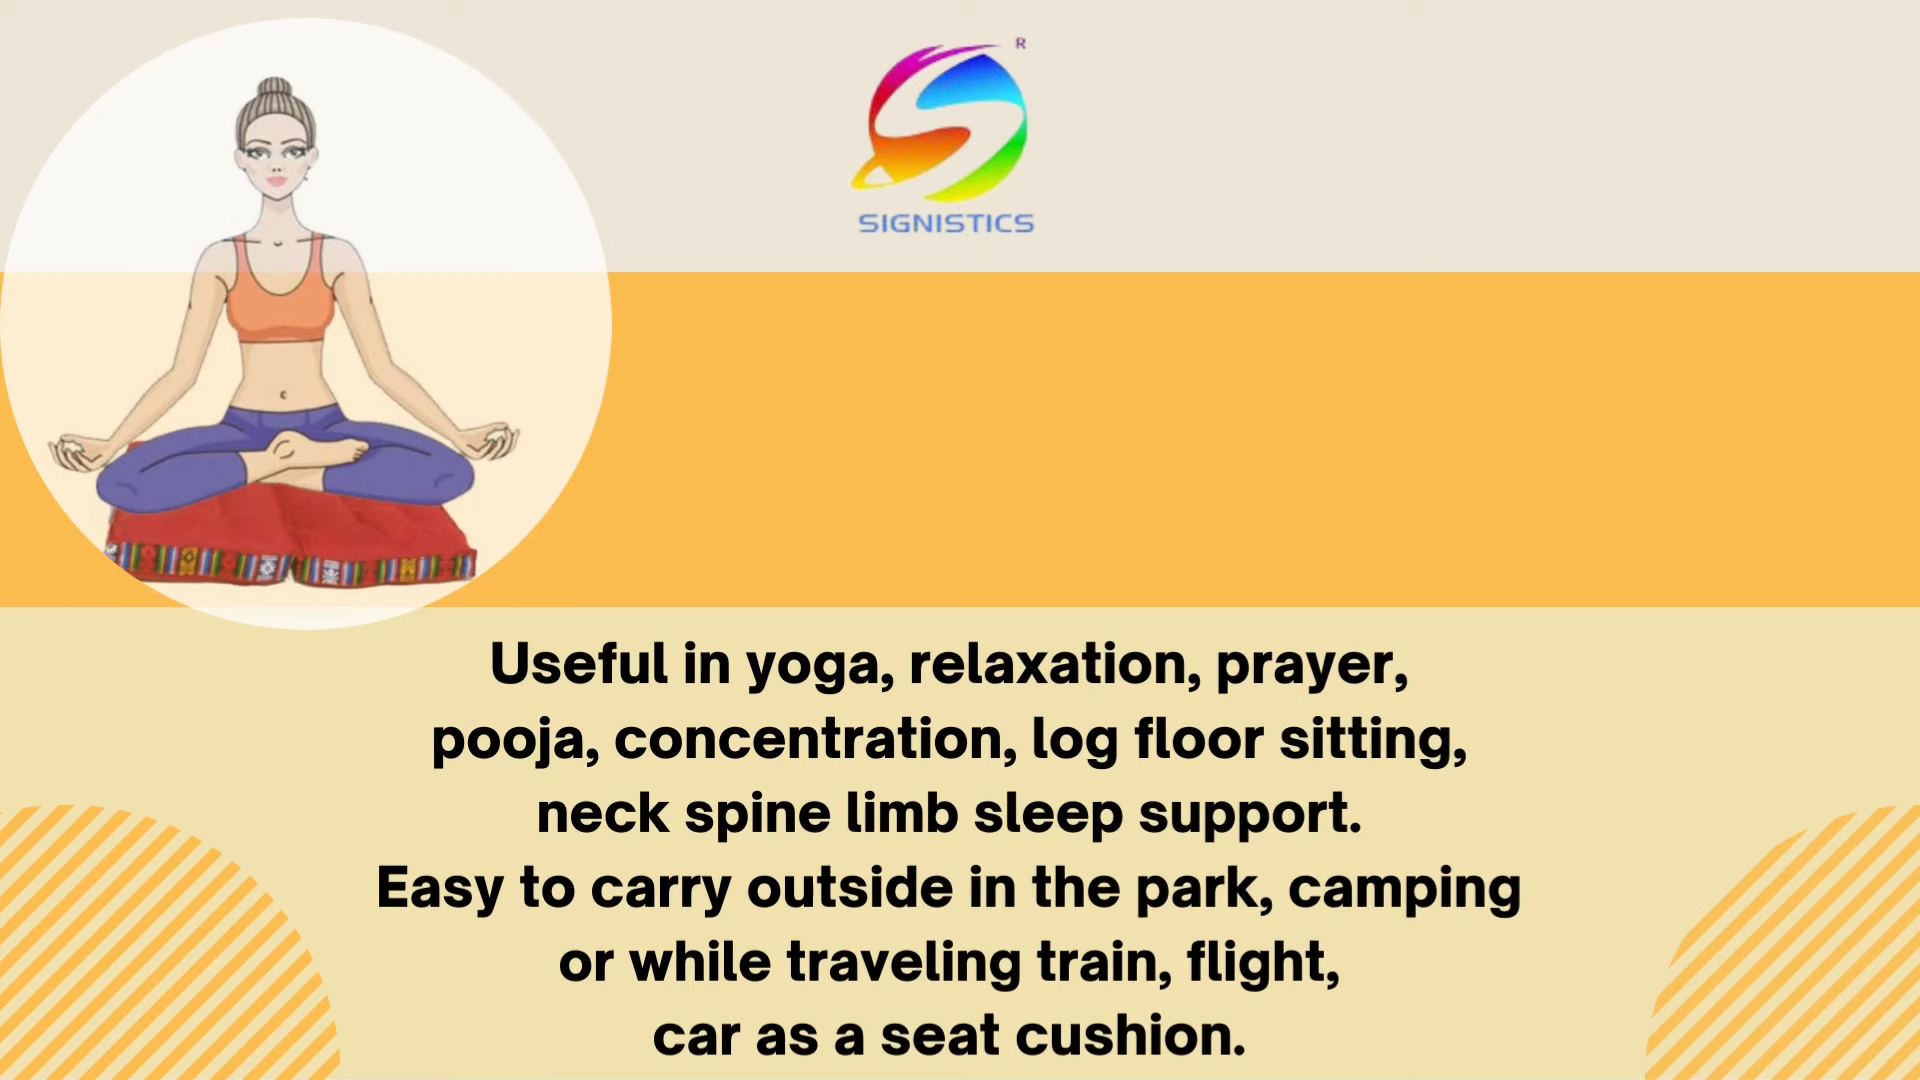 R
SIGNISTICS
Useful in yoga, relaxation, prayer,
pooja, concentration, log floor sitting,
neck spine limb sleep support.
Easy to carry outside in the park, camping
or while traveling train, flight,
car as a seat cushion.